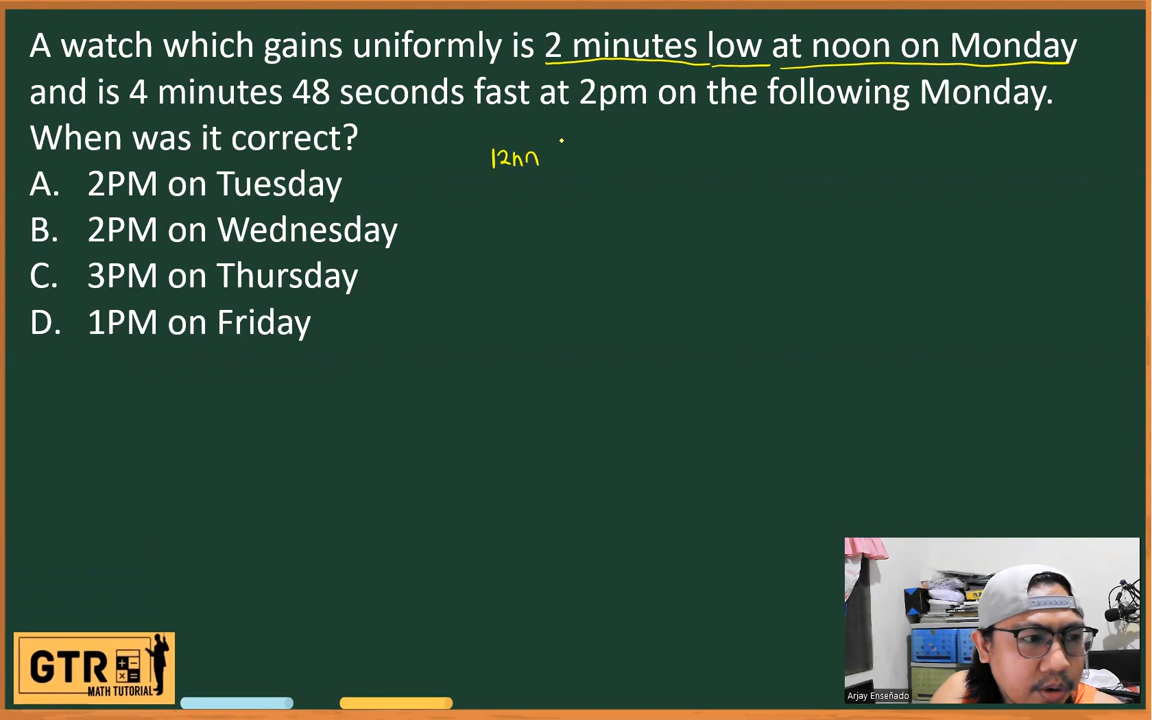 A watch which gains uniformly is 2 minutes low at noon on Monday
and is 4 minutes 48 seconds fast at 2pm on the following Monday.
When was it correct?
12nn
A. 2PM on Tuesday
B. 2PM on Wednesday
C. 3PM on Thursday
D. 1PM on Friday
GTR
MATH TUTORIAL
Arjay Enseñado